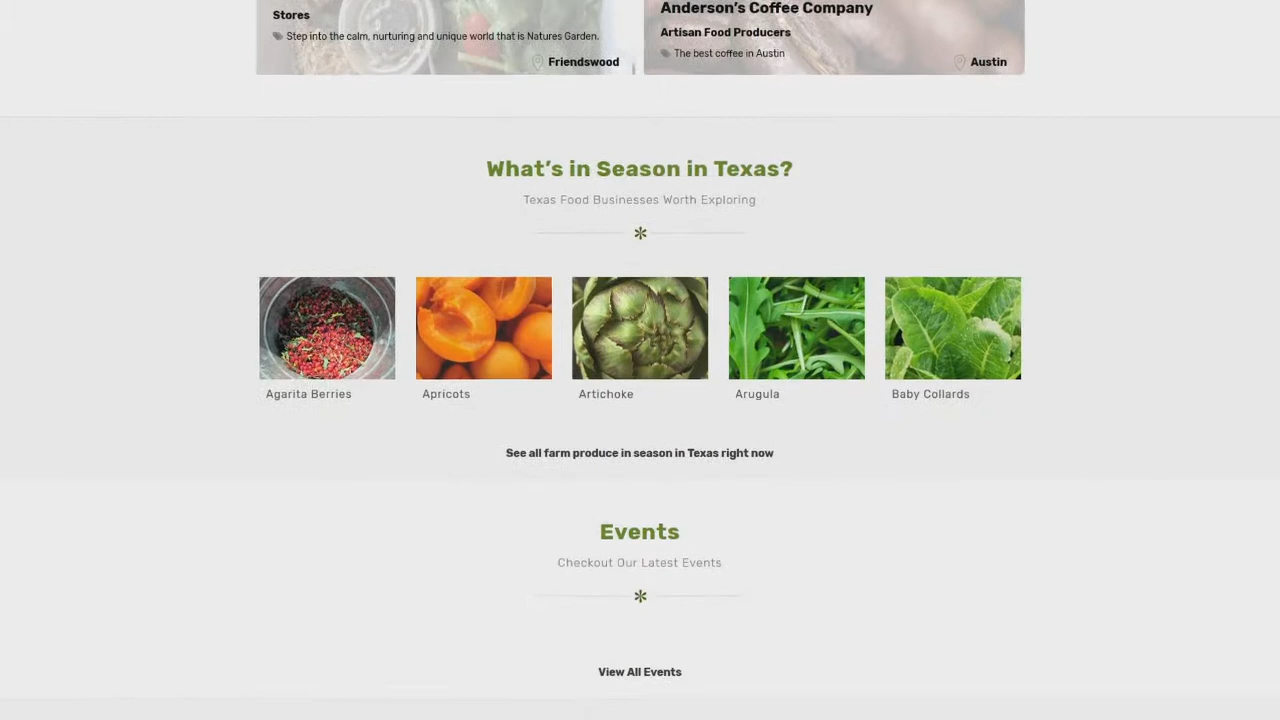 Stores
Step into the calm, nurturing and unique world that is Natures Garden.
Friendswood
Anderson's Coffee Company
Artisan Food Producers
The best coffee in Austin
Austin
What's in Season in Texas?
Texas Food Businesses Worth Exploring
Agarita Berries
Apricots
Artichoke
Arugula
Baby Collards
See all farm produce in season in Texas right now
Events
Checkout Our Latest Events
View All Events